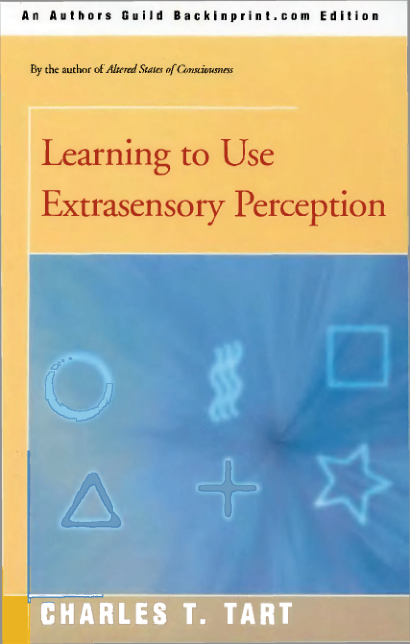 An Authors Guild Backinprint.com Edition
By the author of Altered States of Consciousness
Learning to Use
Extrasensory Perception
CHARLES T. TART